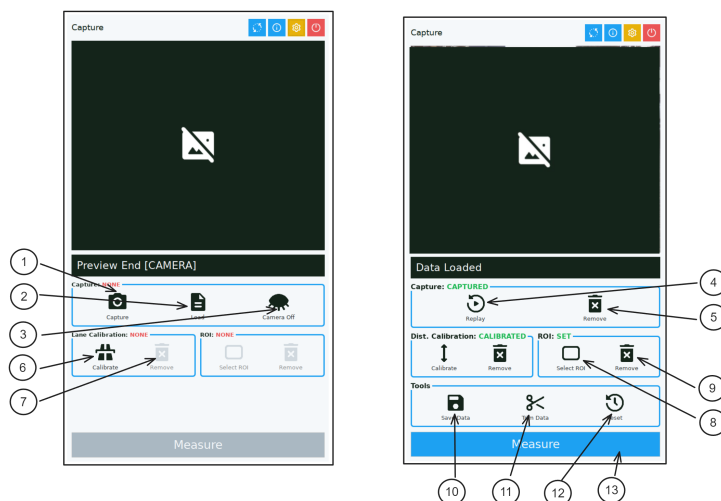 Capture
Preview End [CAMERA]
Capture: NONE
Capture
Load
Camera Off
Lane Calibration: NONE
Calibrate
Remove
ROI: NONE
Select ROI
Remove
Measure
1
2
3
6
7
Capture
Data Loaded
Capture: CAPTURED
Replay
Remove
Dist. Calibration: CALIBRATED
Calibrate
Remove
ROI: SET
Select ROI
Remove
Tools
Save Data
Trim Data
Reset
Measure
4
5
9
8
10
11
12
13